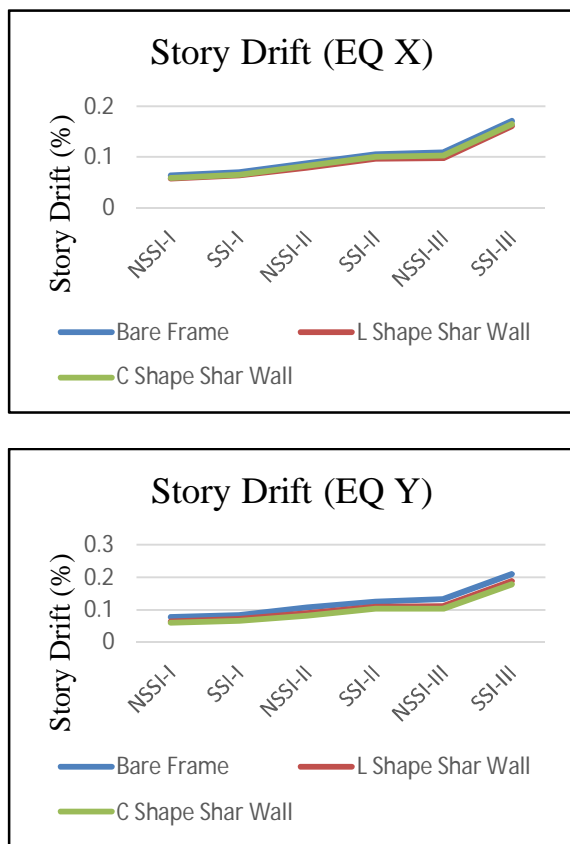 Story Drift (EQ X)
Story Drift (%)
0.2
0.1
0
NSSI-I
SSI-I
NSSI-II
SSI-II
NSSI-III
SSI-III
Bare Frame
L Shape Shar Wall
C Shape Shar Wall
Story Drift (EQ Y)
Story Drift (%)
0.3
0.2
0.1
0
NSSI-I
SSI-I
NSSI-II
SSI-II
NSSI-III
SSI-III
Bare Frame
L Shape Shar Wall
C Shape Shar Wall